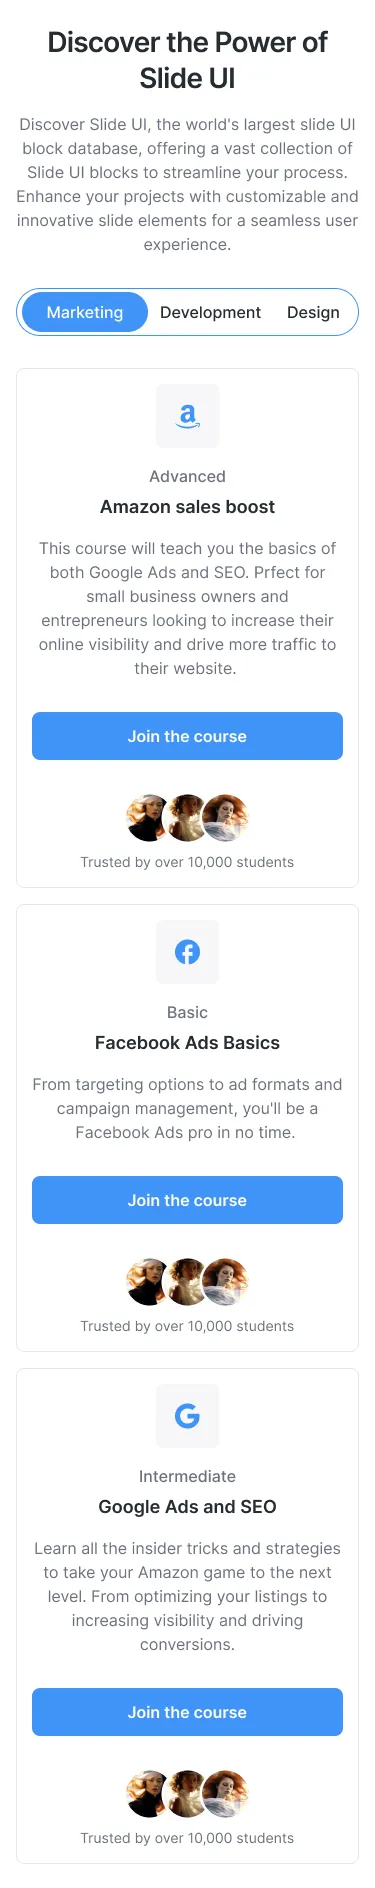 Discover the Power of
Slide UI
Discover Slide UI, the world's largest slide UI
block database, offering a vast collection of
Slide UI blocks to streamline your process.
Enhance your projects with customizable and
innovative slide elements for a seamless user
experience.
Marketing Development Design
Advanced
Amazon sales boost
This course will teach you the basics of
both Google Ads and SEO. Prfect for
small business owners and
entrepreneurs looking to increase their
online visibility and drive more traffic to
their website.
Join the course
Trusted by over 10,000 students
Basic
Facebook Ads Basics
From targeting options to ad formats and
campaign management, you'll be a
Facebook Ads pro in no time.
Join the course
Trusted by over 10,000 students
Intermediate
Google Ads and SEO
Learn all the insider tricks and strategies
to take your Amazon game to the next
level. From optimizing your listings to
increasing visibility and driving
conversions.
Join the course
Trusted by over 10,000 students